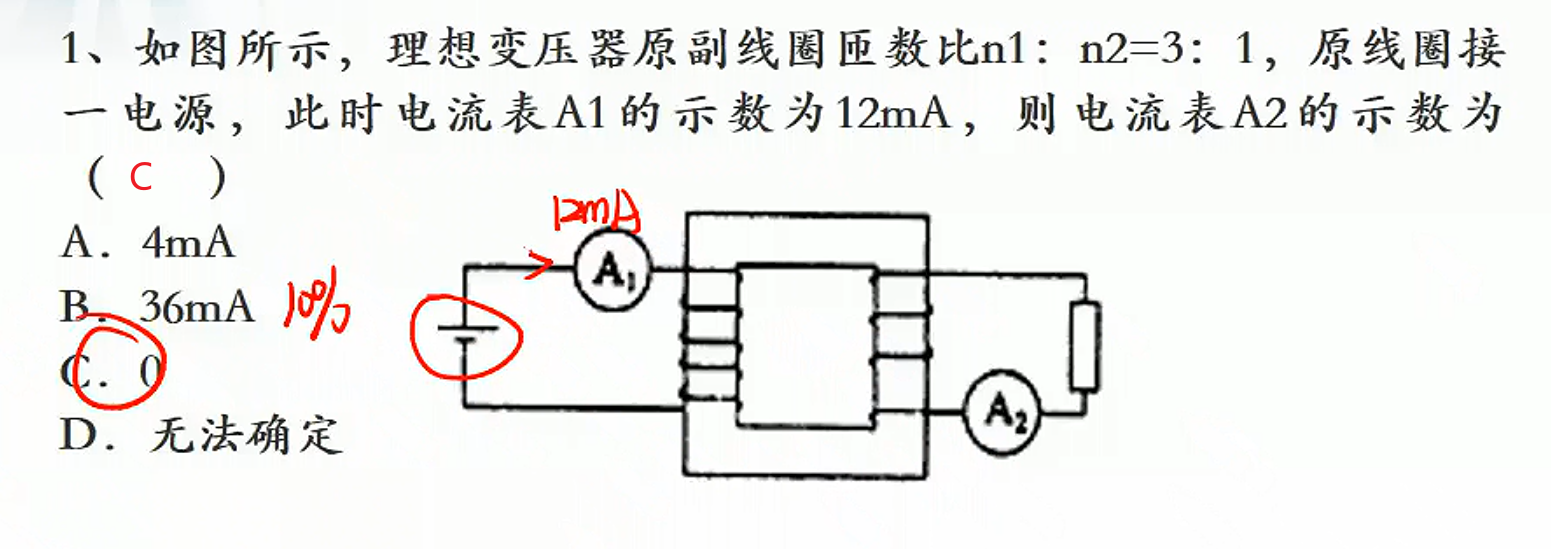 1、如图所示，理想变压器原副线圈匝数比n1：n2=3：1，原线圈接
一电源，此时电流表A1的示数为12mA，则电流表A2的示数为
（ C ）
A．4mA
B．36mA 10%
C．0
D．无法确定
12mA
A₁
A₂